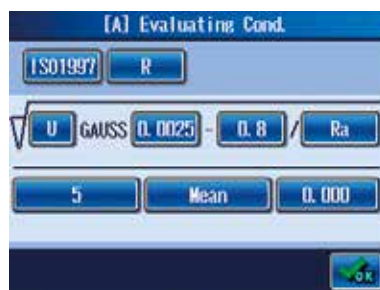 [A] Evaluating Cond.
ISO1997 R
U GAUSS 0.0025 - 0.8 / Ra
5 Mean 0.000
OK